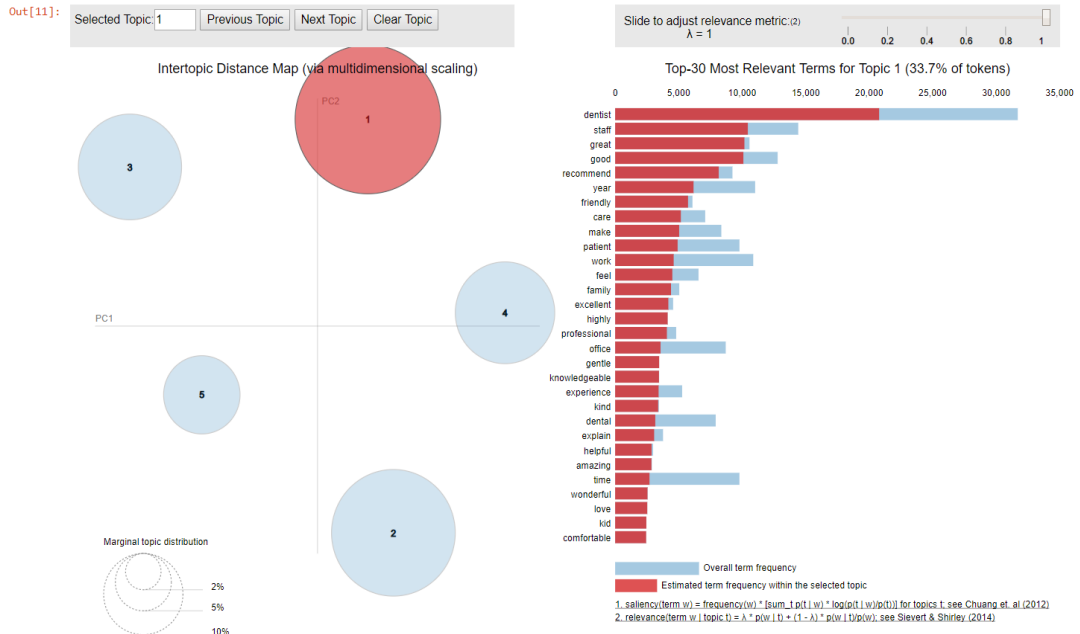 Out[11]:
Selected Topic: 1 Previous Topic Next Topic Clear Topic
Slide to adjust relevance metric:(2)
λ = 1
0.0 0.2 0.4 0.6 0.8 1
Intertopic Distance Map (via multidimensional scaling)
PC2
1
3
4
PC1
5
2
Marginal topic distribution
2%
5%
10%
Top-30 Most Relevant Terms for Topic 1 (33.7% of tokens)
0 5,000 10,000 15,000 20,000 25,000 30,000 35,000
dentist
staff
great
good
recommend
year
friendly
care
make
patient
work
feel
family
excellent
highly
professional
office
gentle
knowledgeable
experience
kind
dental
explain
helpful
amazing
time
wonderful
love
kid
comfortable
Overall term frequency
Estimated term frequency within the selected topic
1. saliency(term w) = frequency(w) * [sum_t p(t | w) * log(p(t | w)/p(t))] for topics t; see Chuang et. al (2012)
2. relevance(term w | topic t) = λ * p(w | t) + (1 - λ) * p(w | t)/p(w); see Sievert & Shirley (2014)